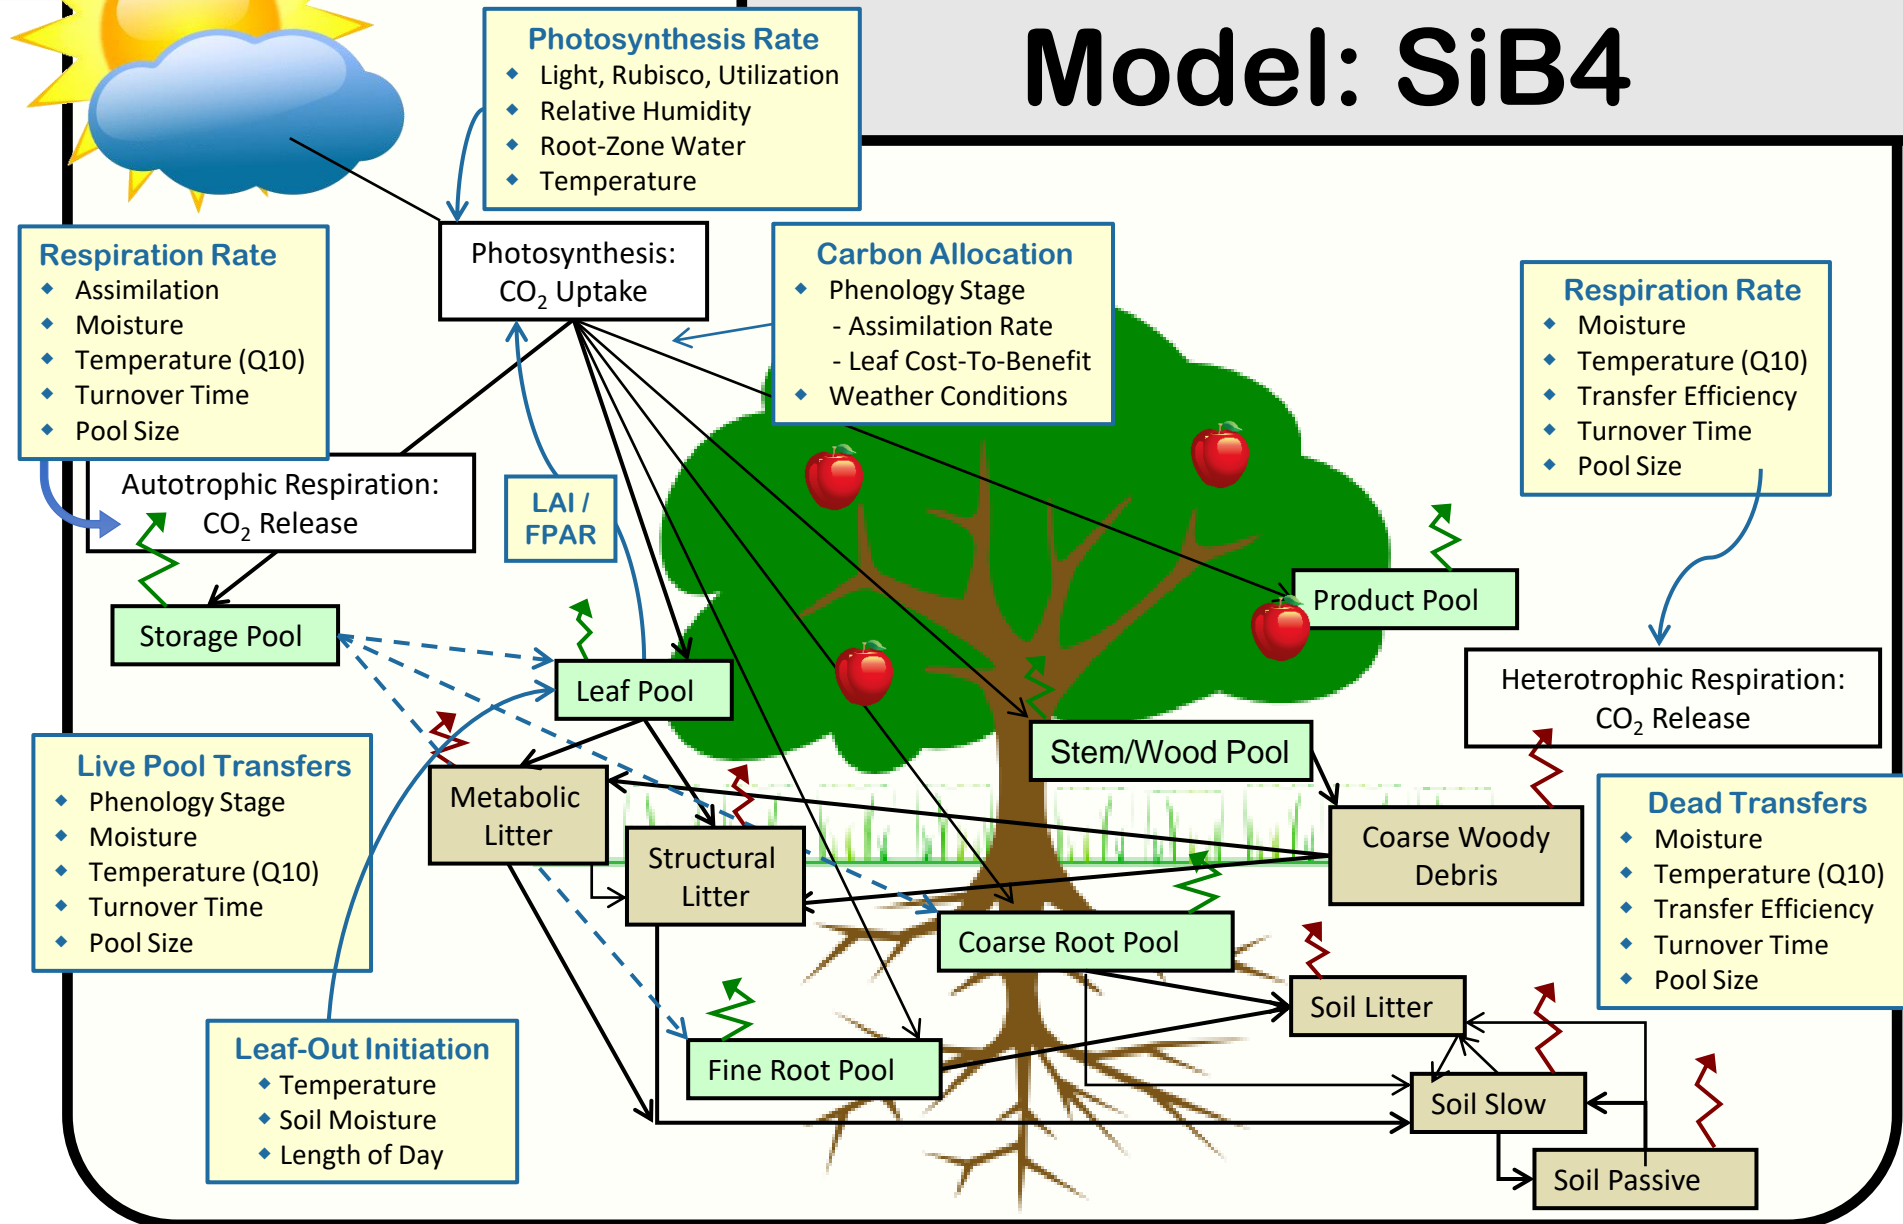 Model: SiB4
Photosynthesis Rate
Light, Rubisco, Utilization
Relative Humidity
Root-Zone Water
Temperature
Photosynthesis:
CO2 Uptake
Respiration Rate
Assimilation
Moisture
Temperature (Q10)
Turnover Time
Pool Size
Carbon Allocation
Phenology Stage
- Assimilation Rate
- Leaf Cost-To-Benefit
Weather Conditions
Respiration Rate
Moisture
Temperature (Q10)
Transfer Efficiency
Turnover Time
Pool Size
Autotrophic Respiration:
CO2 Release
LAI /
FPAR
Product Pool
Storage Pool
Leaf Pool
Heterotrophic Respiration:
CO2 Release
Stem/Wood Pool
Live Pool Transfers
Phenology Stage
Moisture
Temperature (Q10)
Turnover Time
Pool Size
Metabolic
Litter
Structural
Litter
Coarse Woody
Debris
Dead Transfers
Moisture
Temperature (Q10)
Transfer Efficiency
Turnover Time
Pool Size
Coarse Root Pool
Soil Litter
Leaf-Out Initiation
Temperature
Soil Moisture
Length of Day
Fine Root Pool
Soil Slow
Soil Passive